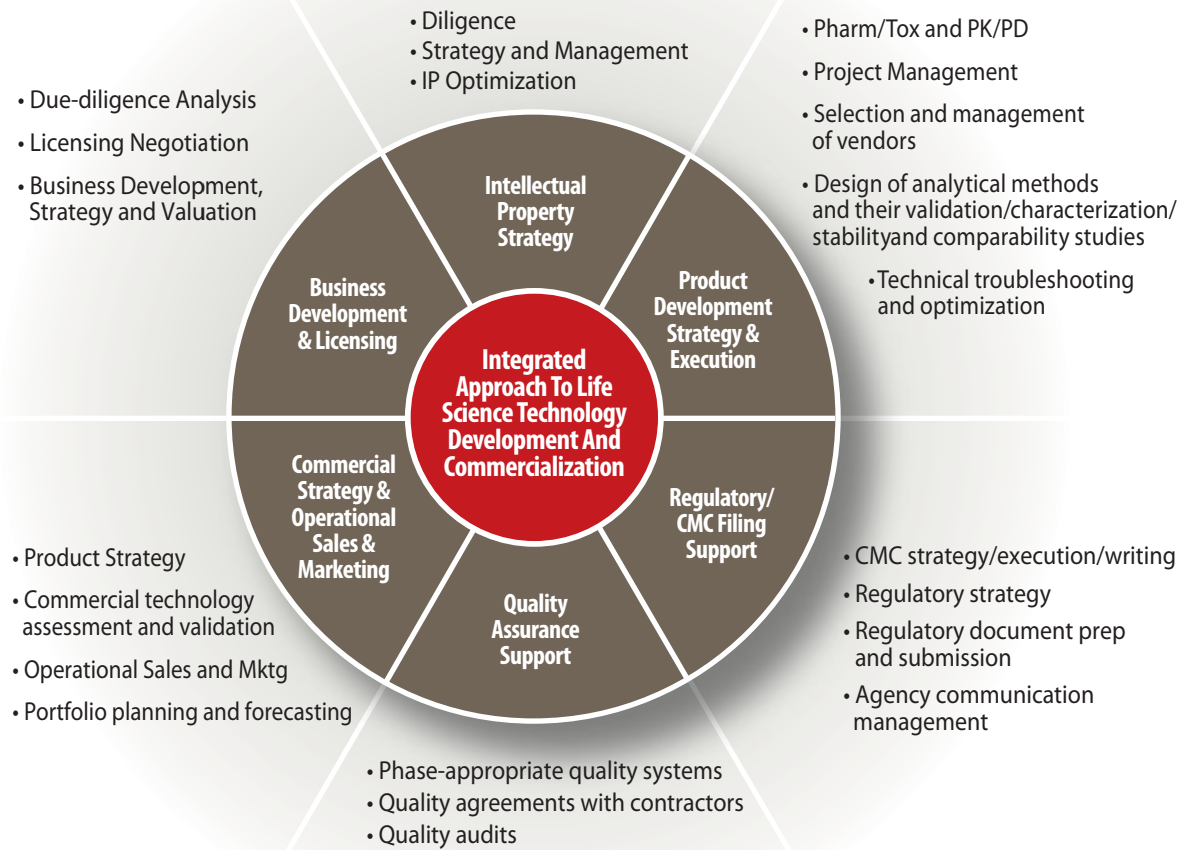 • Diligence
• Strategy and Management
• IP Optimization
• Pharm/Tox and PK/PD
• Project Management
• Selection and management
of vendors
• Design of analytical methods
and their validation/characterization/
stabilityand comparability studies
• Technical troubleshooting
and optimization
• Due-diligence Analysis
• Licensing Negotiation
• Business Development,
Strategy and Valuation
Intellectual
Property
Strategy
Business
Development
& Licensing
Product
Development
Strategy &
Execution
Integrated
Approach To Life
Science Technology
Development And
Commercialization
Commercial
Strategy &
Operational
Sales &
Marketing
Regulatory/
CMC Filing
Support
Quality
Assurance
Support
• Product Strategy
• Commercial technology
assessment and validation
• Operational Sales and Mktg
• Portfolio planning and forecasting
• CMC strategy/execution/writing
• Regulatory strategy
• Regulatory document prep
and submission
• Agency communication
management
• Phase-appropriate quality systems
• Quality agreements with contractors
• Quality audits